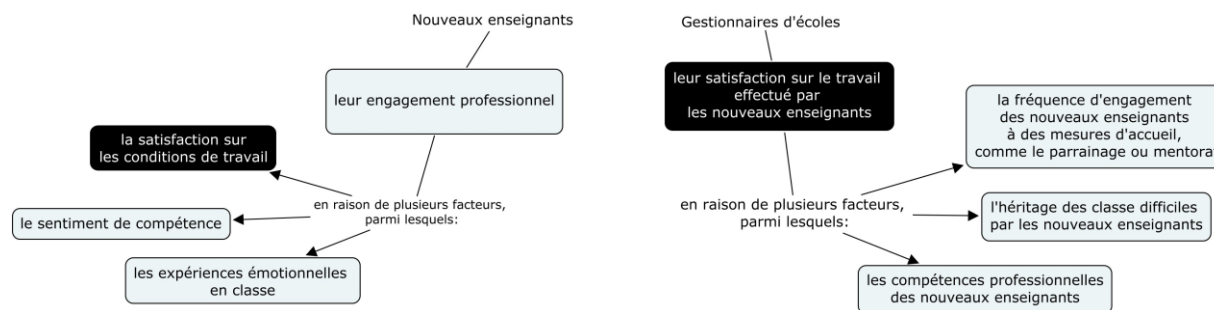 Nouveaux enseignants
leur engagement professionnel
la satisfaction sur
les conditions de travail
en raison de plusieurs facteurs,
parmi lesquels:
le sentiment de compétence
les expériences émotionnelles
en classe
Gestionnaires d'écoles
leur satisfaction sur le travail
effectué par
les nouveaux enseignants
la fréquence d'engagement
des nouveaux enseignants
à des mesures d'accueil,
comme le parrainage ou mentorat
en raison de plusieurs facteurs,
parmi lesquels:
l'héritage des classe difficiles
par les nouveaux enseignants
les compétences professionnelles
des nouveaux enseignants